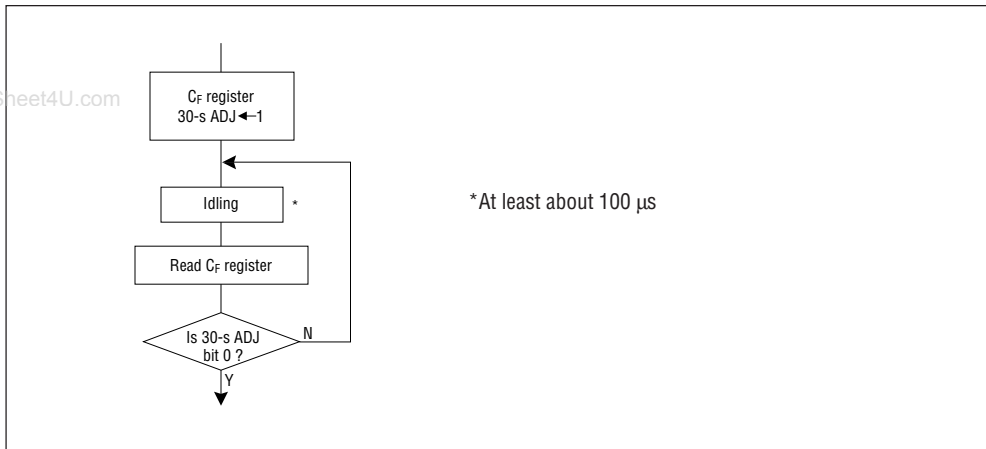 CF register
30-s ADJ←1
heet4U.com
Idling
*
*At least about 100 µs
Read CF register
Is 30-s ADJ
bit 0 ?
N
Y